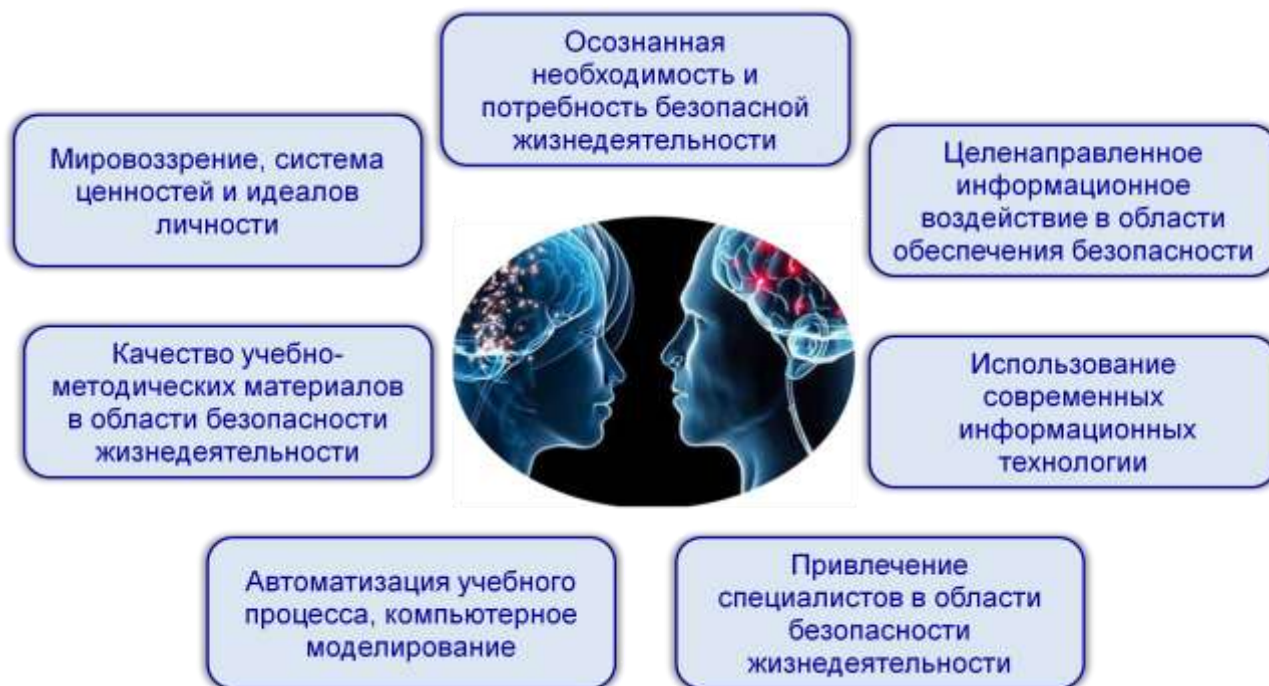 Осознанная
необходимость и
потребность безопасной
жизнедеятельности
Мировоззрение, система
ценностей и идеалов
личности
Целенаправленное
информационное
воздействие в области
обеспечения безопасности
Качество учебно-
методических материалов
в области безопасности
жизнедеятельности
Использование
современных
информационных
технологии
Автоматизация учебного
процесса, компьютерное
моделирование
Привлечение
специалистов в области
безопасности
жизнедеятельности